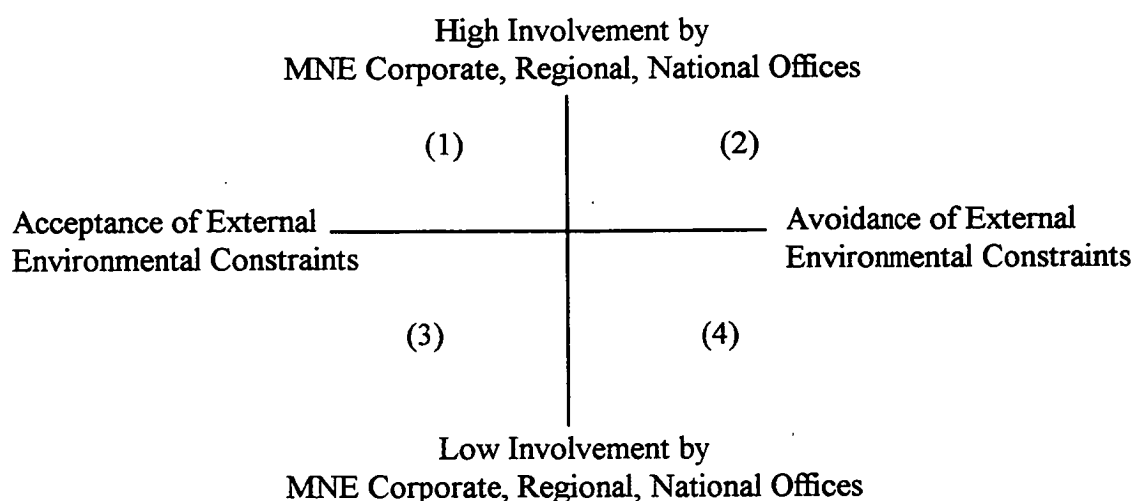 High Involvement by
MNE Corporate, Regional, National Offices
(1)
(2)
Acceptance of External
Environmental Constraints
Avoidance of External
Environmental Constraints
(3)
(4)
Low Involvement by
MNE Corporate, Regional, National Offices